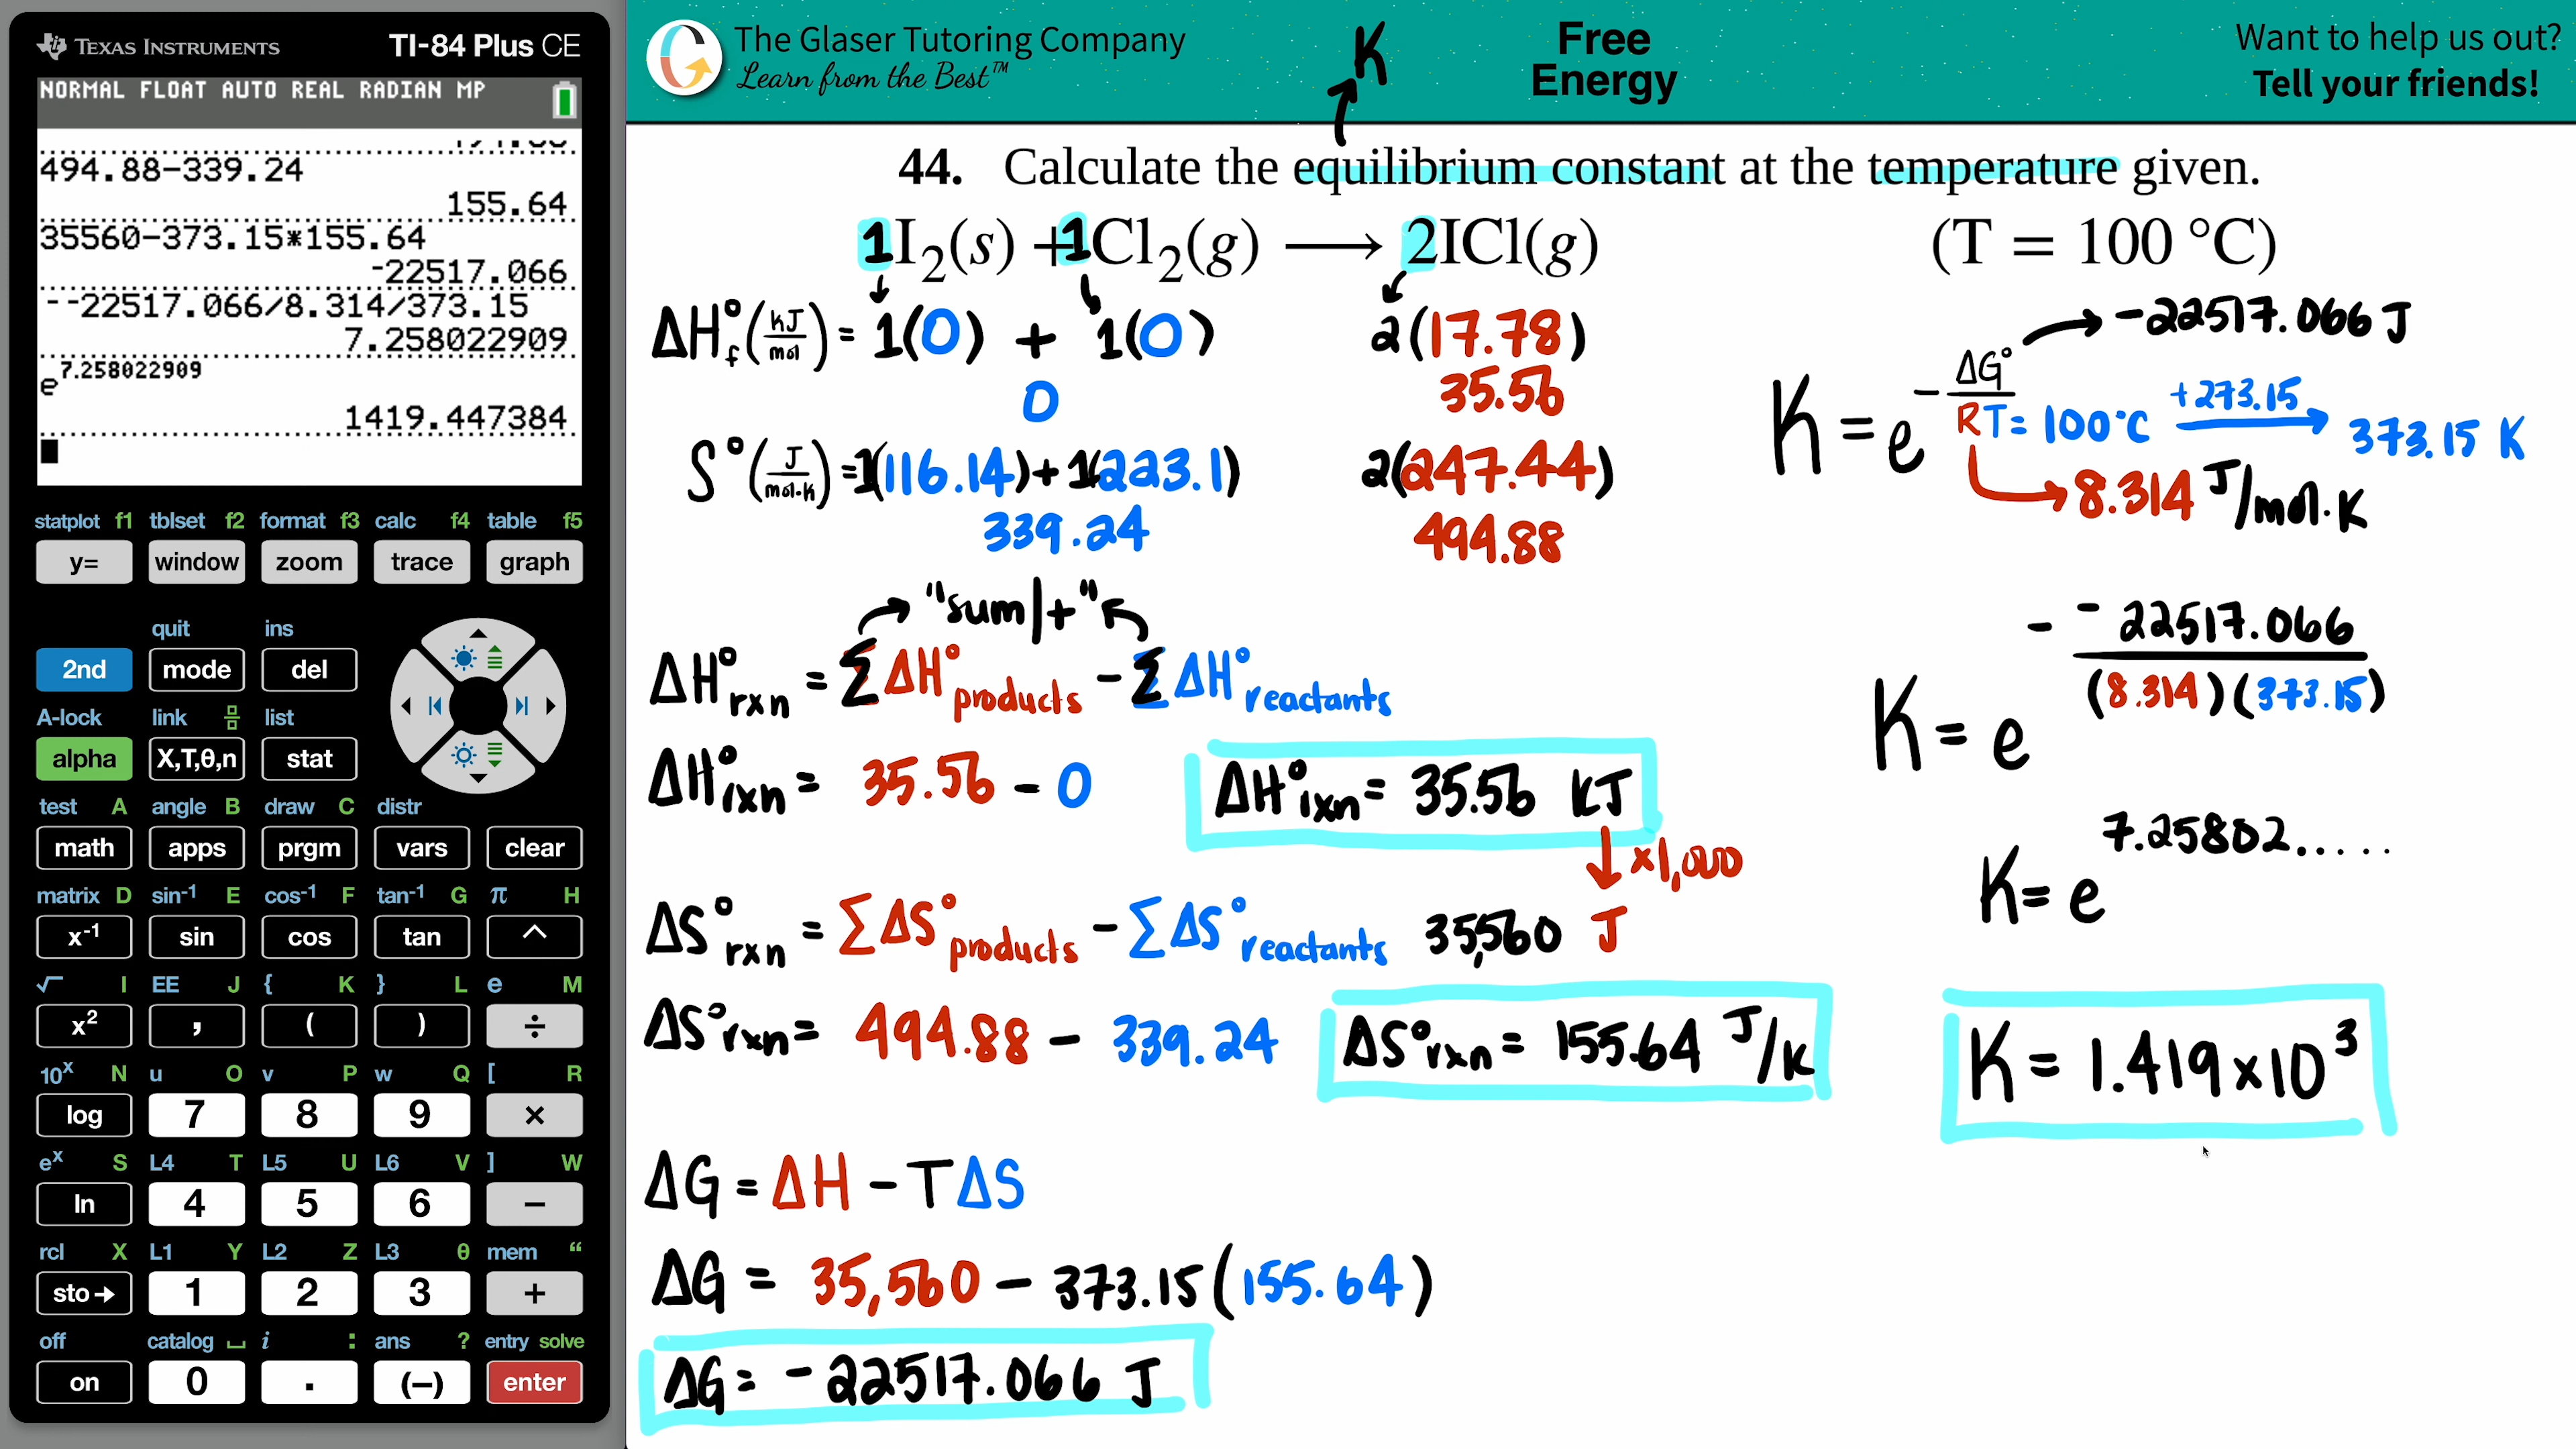 TEXAS INSTRUMENTS TI-84 Plus CE
NORMAL FLOAT AUTO REAL RADIAN MP
494.88-339.24
155.64
35560-373.15*155.64
-22517.066
--22517.066/8.314/373.15
7.258022909
e^7.258022909
1419.447384
statplot f1 tblset f2 format f3 calc f4 table f5
y= window zoom trace graph
quit ins
2nd mode del
A-lock link list
alpha X,T,θ,n stat
test A angle B draw C distr
math apps prgm vars clear
matrix D sin⁻¹ E cos⁻¹ F tan⁻¹ G π H
x⁻¹ sin cos tan ^
√ I EE J { K } L e M
x² , ( ) ÷
10ˣ N u O v P w Q [ R
log 7 8 9 ×
eˣ S L4 T L5 U L6 V ] W
ln 4 5 6 −
rcl X L1 Y L2 Z L3 θ mem “
sto→ 1 2 3 +
off catalog ⎵ i : ans ? entry solve
on 0 . (−) enter
The Glaser Tutoring Company
Learn from the Best™
K
Free
Energy
Want to help us out?
Tell your friends!
44. Calculate the equilibrium constant at the temperature given.
1I₂(s) + 1Cl₂(g) ⟶ 2ICl(g) (T = 100 °C)
ΔH°f (kJ/mol) = 1(0) + 1(0) 2(17.78)
0 35.56
S° (J/mol·K) = 1(116.14) + 1(223.1) 2(247.44)
339.24 494.88
"sum/+"
ΔH°rxn = ΣΔH°products − ΣΔH°reactants
ΔH°rxn = 35.56 − 0 ΔH°rxn = 35.56 KJ
x1,000
ΔS°rxn = ΣΔS°products − ΣΔS°reactants 35,560 J
ΔS°rxn = 494.88 − 339.24 ΔS°rxn = 155.64 J/K
ΔG = ΔH − TΔS
ΔG = 35,560 − 373.15(155.64)
ΔG = −22517.066 J
−22517.066 J
K = e^−ΔG°/RT = 100°C +273.15 373.15 K
8.314 J/mol·K
K = e^− −22517.066/(8.314)(373.15)
K = e^7.25802.....
K = 1.419x10³